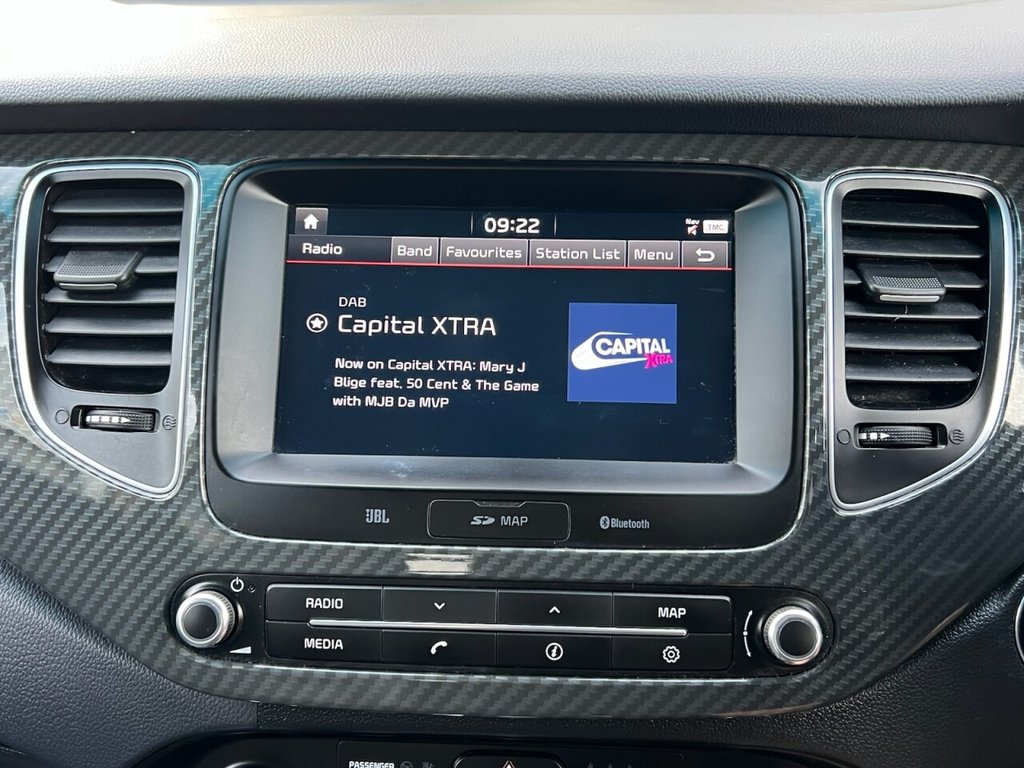 09:22
Nav
TMC
Radio Band Favourites Station List Menu
DAB
Capital XTRA
Now on Capital XTRA: Mary J
Blige feat. 50 Cent & The Game
with MJB Da MVP
CAPITAL
XTRA
JBL
SD MAP
Bluetooth
RADIO
MAP
MEDIA
PASSENGER